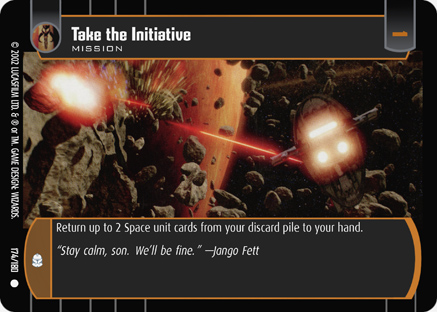 Take the Initiative
MISSION
Return up to 2 Space unit cards from your discard pile to your hand.
“Stay calm, son. We’ll be fine.” —Jango Fett
© 2002 LUCASFILM LTD. & ® or TM. GAME DESIGN: WIZARDS.
174/180